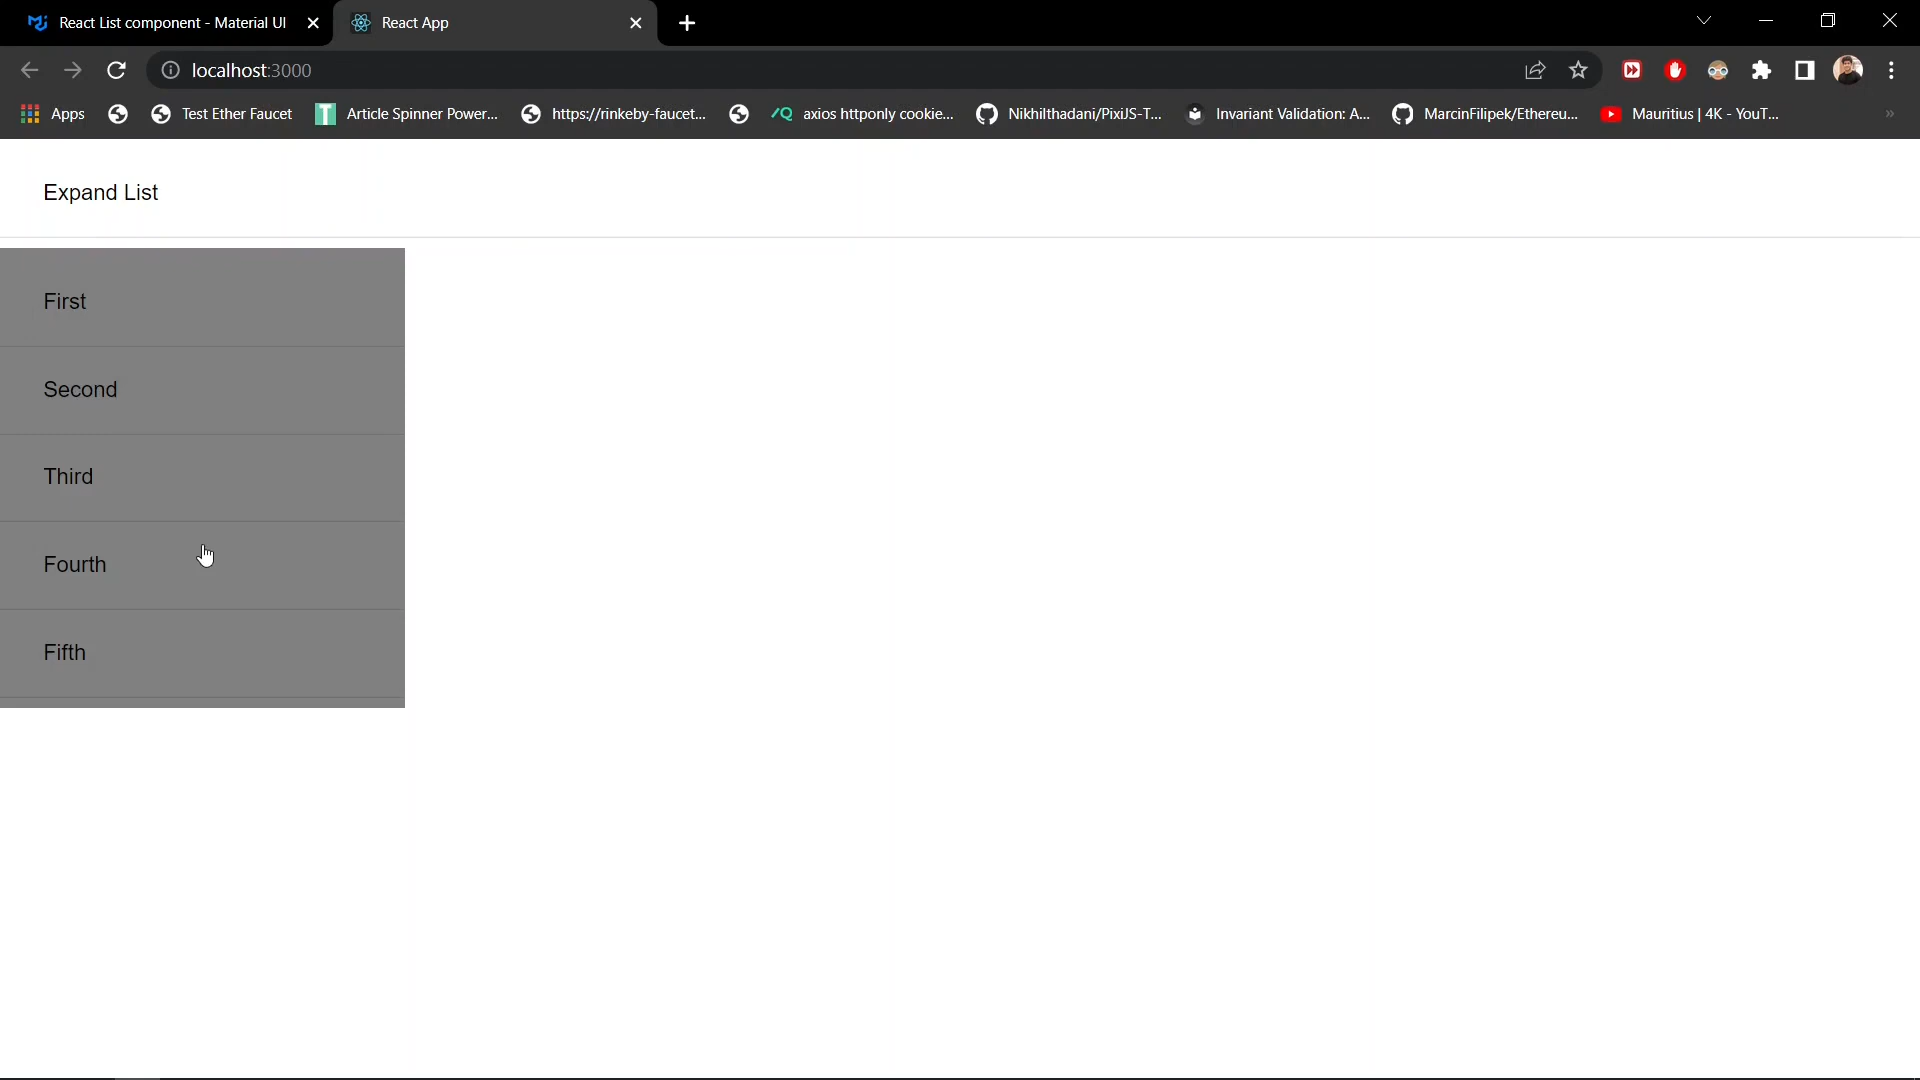 React List component - Material UI
React App
localhost:3000
Apps
Test Ether Faucet
Article Spinner Power...
https://rinkeby-faucet...
axios httponly cookie...
Nikhilthadani/PixiJS-T...
Invariant Validation: A...
MarcinFilipek/Ethereu...
Mauritius | 4K - YouT...
Expand List
First
Second
Third
Fourth
Fifth